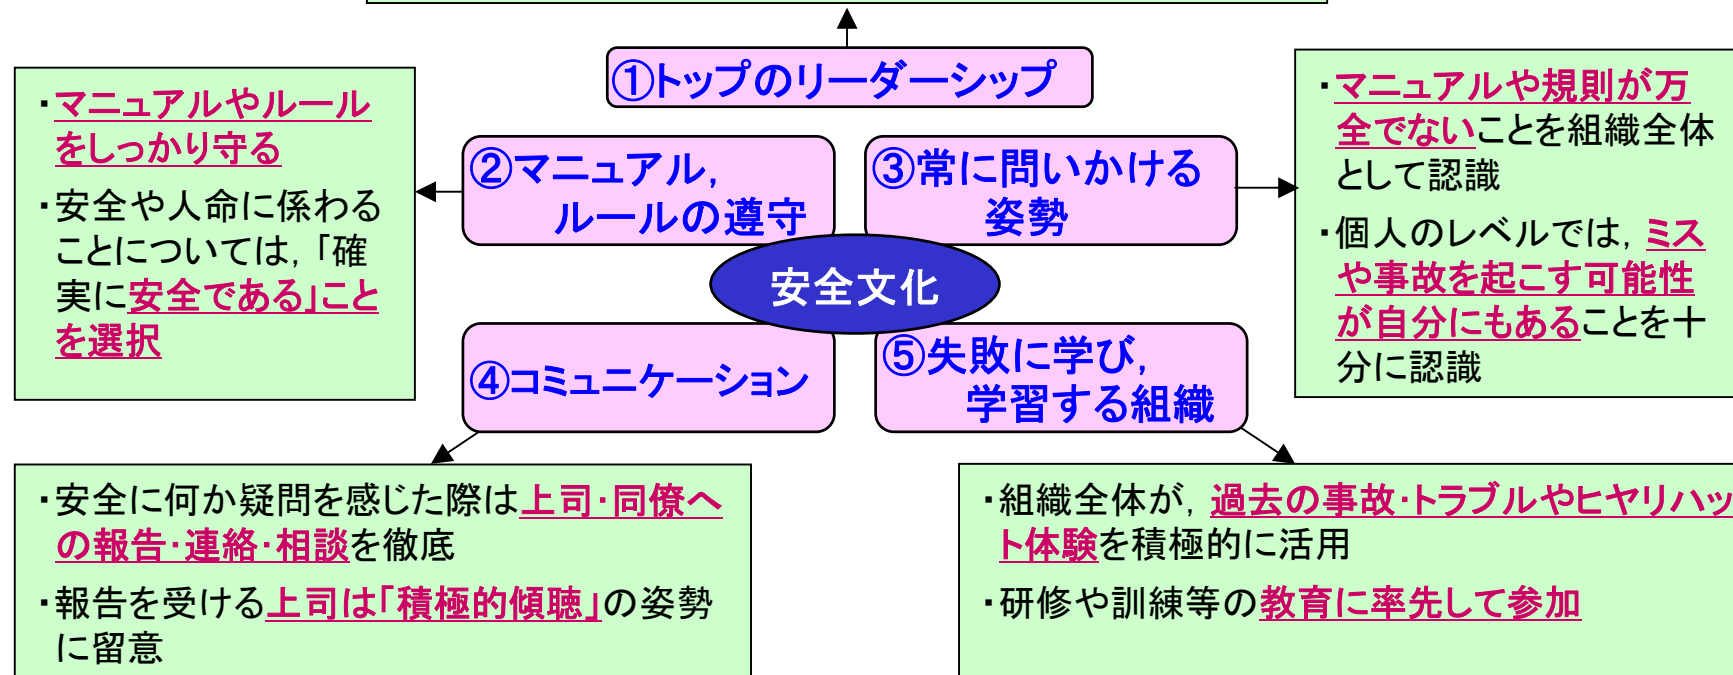 ①トップのリーダーシップ
・マニュアルやルール
をしっかり守る
・安全や人命に係わる
ことについては，「確
実に安全である」こと
を選択
②マニュアル，
ルールの遵守
③常に問いかける
姿勢
・マニュアルや規則が万
全でないことを組織全体
として認識
・個人のレベルでは，ミス
や事故を起こす可能性
が自分にもあることを十
分に認識
安全文化
④コミュニケーション
⑤失敗に学び，
学習する組織
・安全に何か疑問を感じた際は上司・同僚へ
の報告・連絡・相談を徹底
・報告を受ける上司は「積極的傾聴」の姿勢
に留意
・組織全体が，過去の事故・トラブルやヒヤリハッ
ト体験を積極的に活用
・研修や訓練等の教育に率先して参加